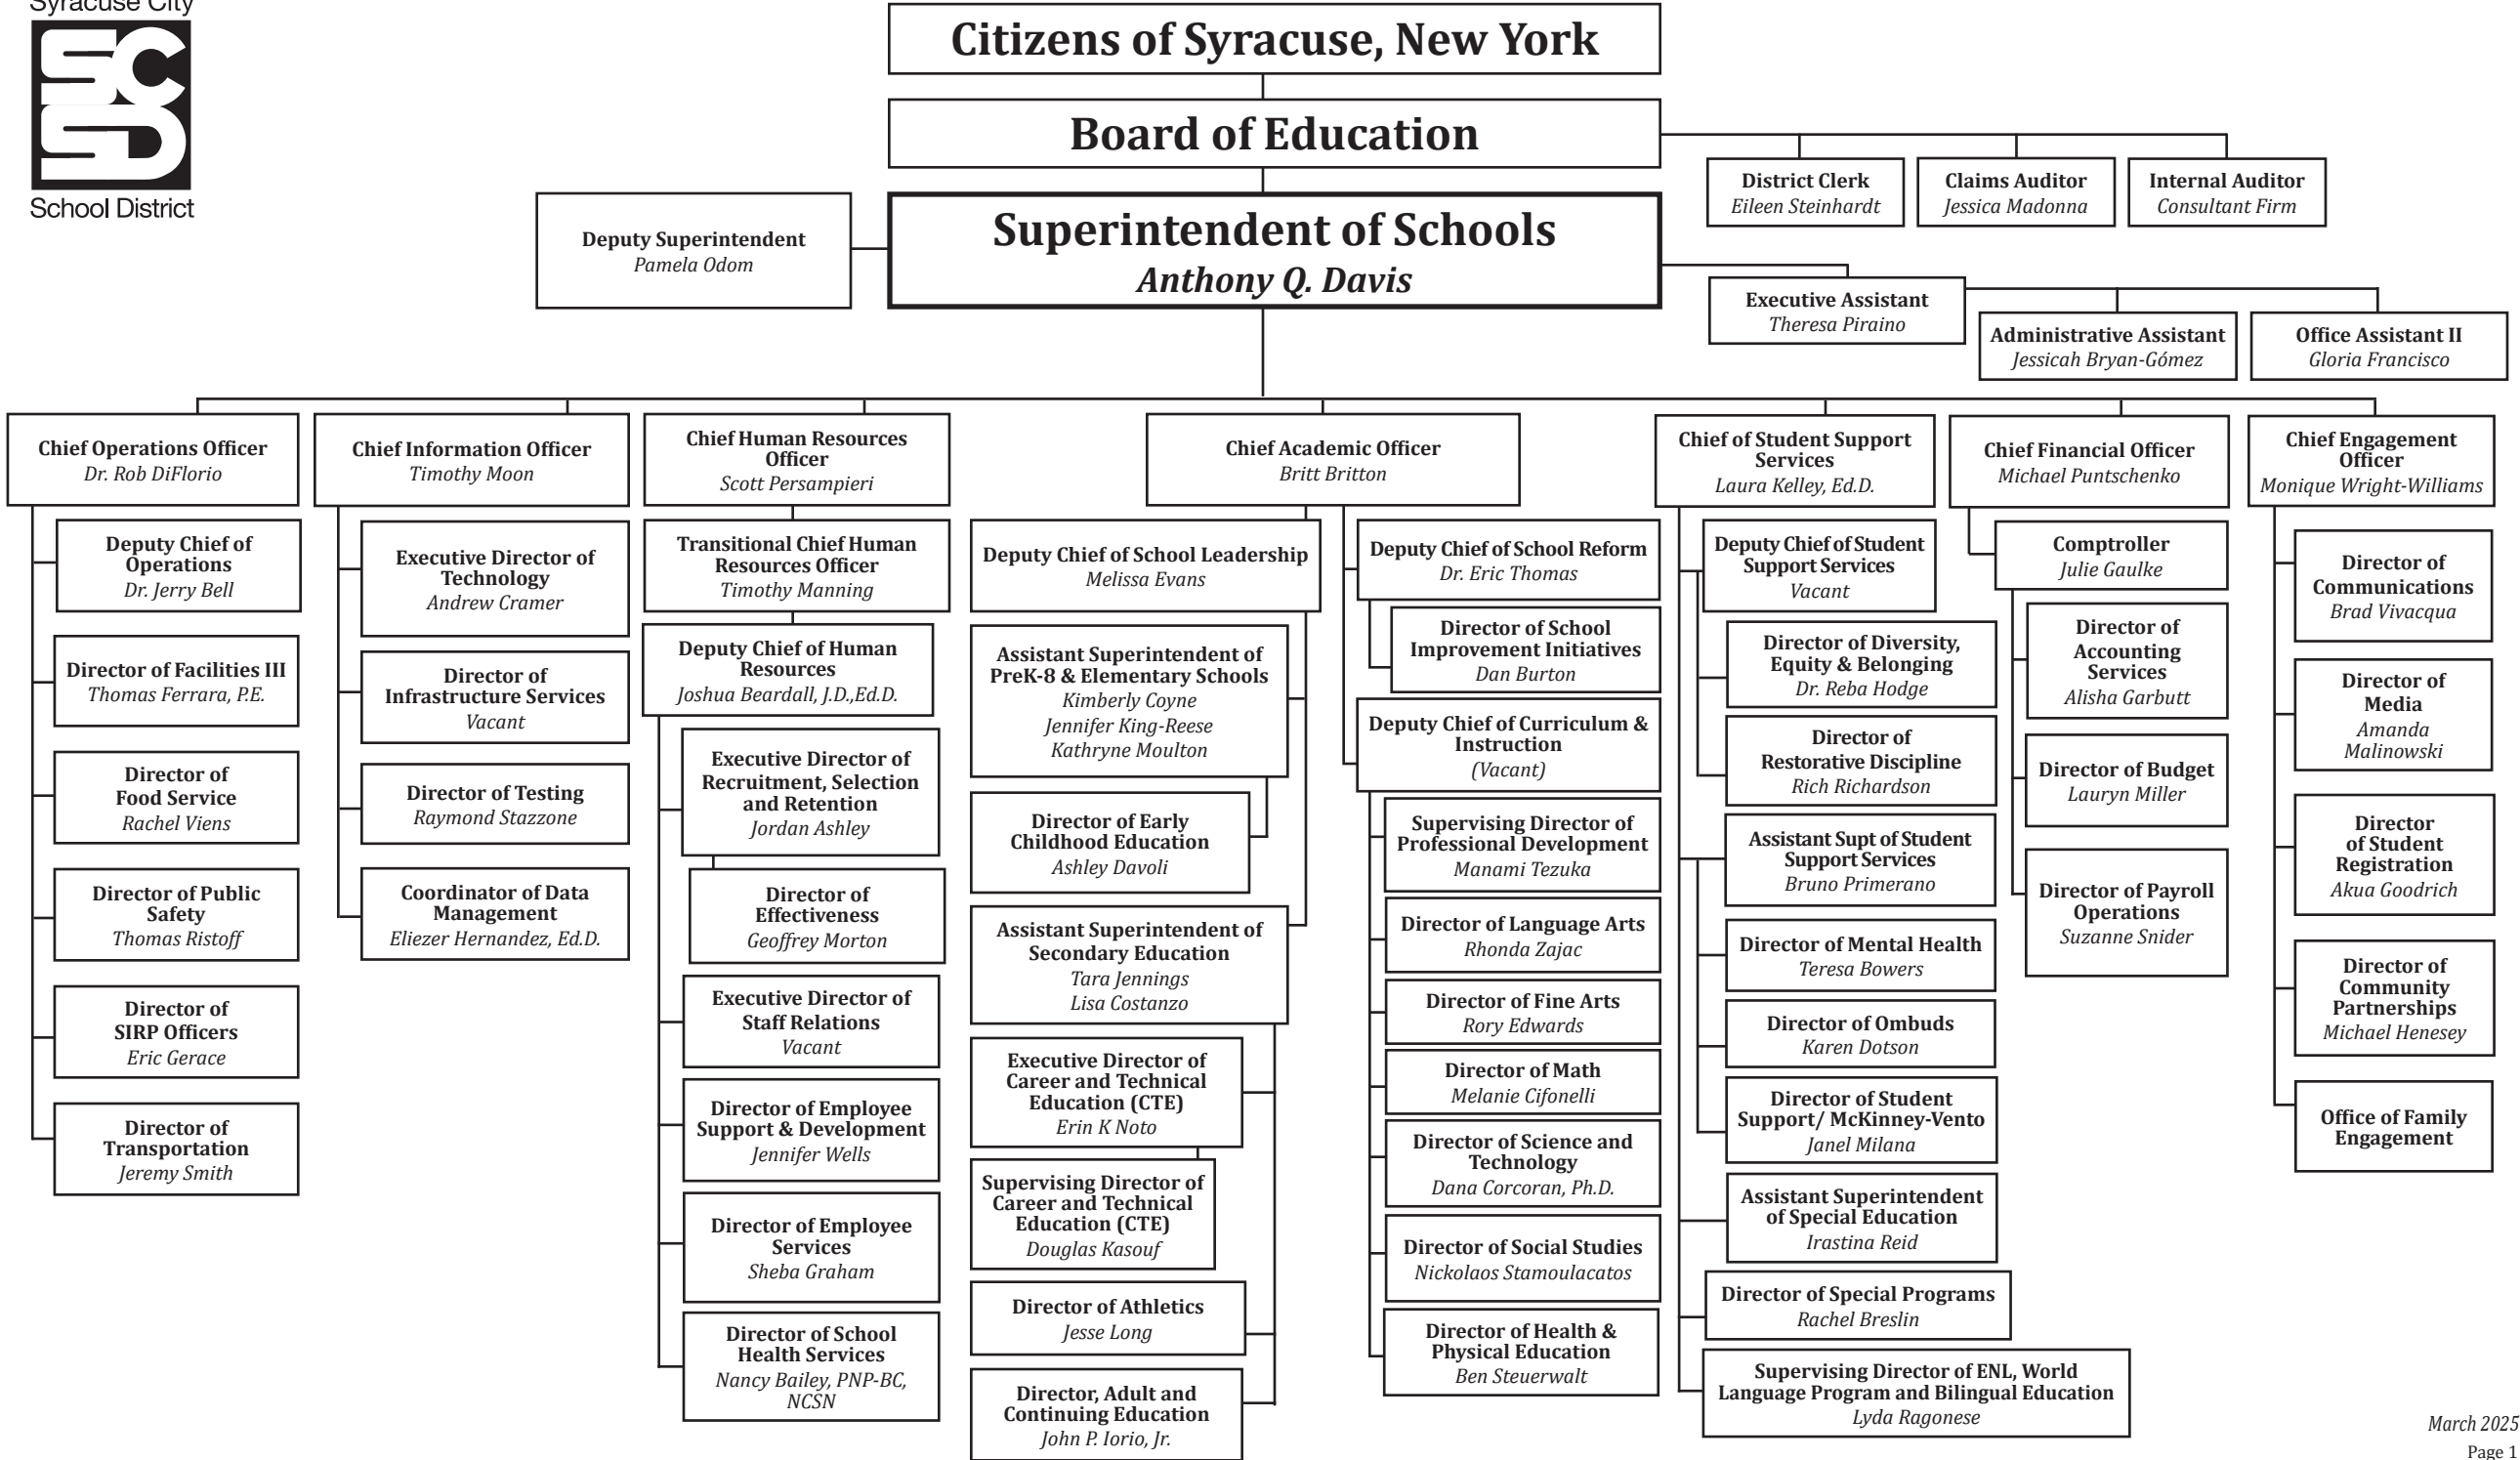 Syracuse City
School District
Citizens of Syracuse, New York
Board of Education
District Clerk
Eileen Steinhardt
Claims Auditor
Jessica Madonna
Internal Auditor
Consultant Firm
Deputy Superintendent
Pamela Odom
Superintendent of Schools
Anthony Q. Davis
Executive Assistant
Theresa Piraino
Administrative Assistant
Jessicah Bryan-Gómez
Office Assistant II
Gloria Francisco
Chief Operations Officer
Dr. Rob DiFlorio
Deputy Chief of
Operations
Dr. Jerry Bell
Director of Facilities III
Thomas Ferrara, P.E.
Director of
Food Service
Rachel Viens
Director of Public
Safety
Thomas Ristoff
Director of
SIRP Officers
Eric Gerace
Director of
Transportation
Jeremy Smith
Chief Information Officer
Timothy Moon
Executive Director of
Technology
Andrew Cramer
Director of
Infrastructure Services
Vacant
Director of Testing
Raymond Stazzone
Coordinator of Data
Management
Eliezer Hernandez, Ed.D.
Chief Human Resources
Officer
Scott Persampieri
Transitional Chief Human
Resources Officer
Timothy Manning
Deputy Chief of Human
Resources
Joshua Beardall, J.D.,Ed.D.
Executive Director of
Recruitment, Selection
and Retention
Jordan Ashley
Director of
Effectiveness
Geoffrey Morton
Executive Director of
Staff Relations
Vacant
Director of Employee
Support & Development
Jennifer Wells
Director of Employee
Services
Sheba Graham
Director of School
Health Services
Nancy Bailey, PNP-BC,
NCSN
Chief Academic Officer
Britt Britton
Deputy Chief of School Leadership
Melissa Evans
Assistant Superintendent of
PreK-8 & Elementary Schools
Kimberly Coyne
Jennifer King-Reese
Kathryne Moulton
Director of Early
Childhood Education
Ashley Davoli
Assistant Superintendent of
Secondary Education
Tara Jennings
Lisa Costanzo
Executive Director of
Career and Technical
Education (CTE)
Erin K Noto
Supervising Director of
Career and Technical
Education (CTE)
Douglas Kasouf
Director of Athletics
Jesse Long
Director, Adult and
Continuing Education
John P. Iorio, Jr.
Deputy Chief of School Reform
Dr. Eric Thomas
Director of School
Improvement Initiatives
Dan Burton
Deputy Chief of Curriculum &
Instruction
(Vacant)
Supervising Director of
Professional Development
Manami Tezuka
Director of Language Arts
Rhonda Zajac
Director of Fine Arts
Rory Edwards
Director of Math
Melanie Cifonelli
Director of Science and
Technology
Dana Corcoran, Ph.D.
Director of Social Studies
Nickolaos Stamoulacatos
Director of Health &
Physical Education
Ben Steuerwalt
Chief of Student Support
Services
Laura Kelley, Ed.D.
Deputy Chief of Student
Support Services
Vacant
Director of Diversity,
Equity & Belonging
Dr. Reba Hodge
Director of
Restorative Discipline
Rich Richardson
Assistant Supt of Student
Support Services
Bruno Primerano
Director of Mental Health
Teresa Bowers
Director of Ombuds
Karen Dotson
Director of Student
Support/ McKinney-Vento
Janel Milana
Assistant Superintendent
of Special Education
Irastina Reid
Director of Special Programs
Rachel Breslin
Supervising Director of ENL, World
Language Program and Bilingual Education
Lyda Ragonese
Chief Financial Officer
Michael Puntschenko
Comptroller
Julie Gaulke
Director of
Accounting
Services
Alisha Garbutt
Director of Budget
Lauryn Miller
Director of Payroll
Operations
Suzanne Snider
Chief Engagement
Officer
Monique Wright-Williams
Director of
Communications
Brad Vivacqua
Director of
Media
Amanda
Malinowski
Director
of Student
Registration
Akua Goodrich
Director of
Community
Partnerships
Michael Henesey
Office of Family
Engagement
March 2025
Page 1